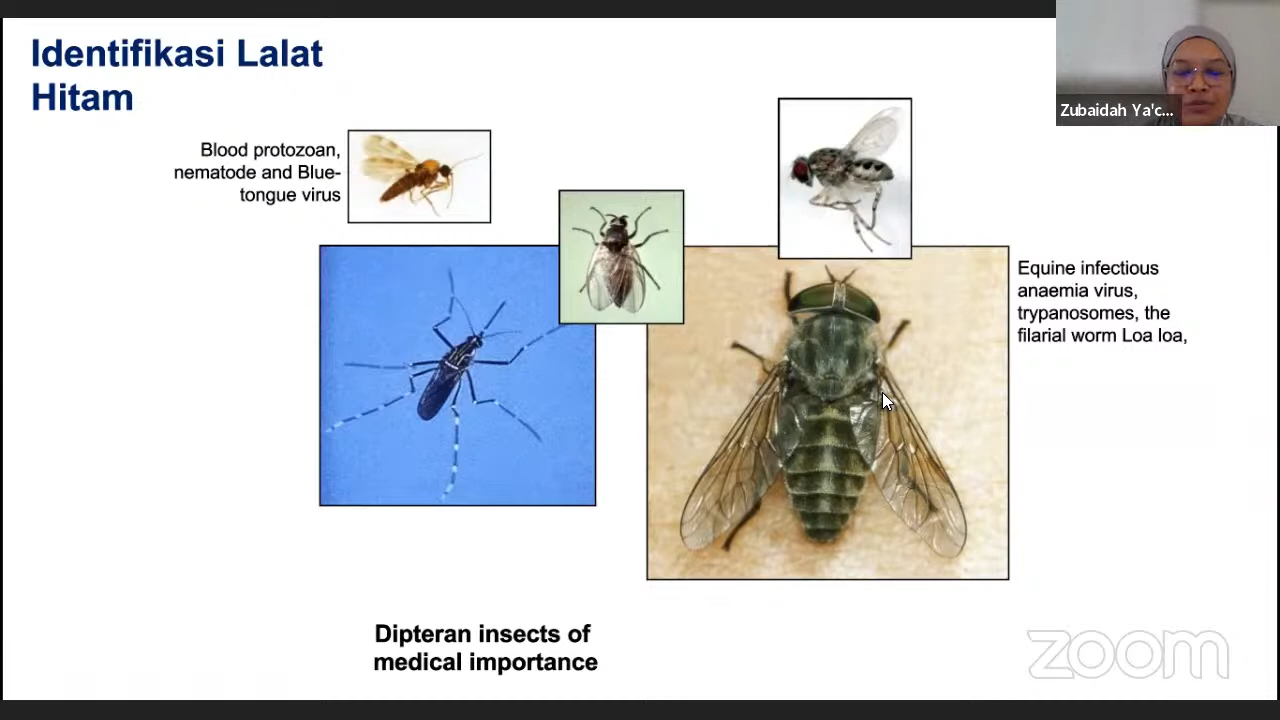 Identifikasi Lalat
Hitam
Zubaidah Ya'c...
Blood protozoan,
nematode and Blue-
tongue virus
Equine infectious
anaemia virus,
trypanosomes, the
filarial worm Loa loa,
Dipteran insects of
medical importance
zoom